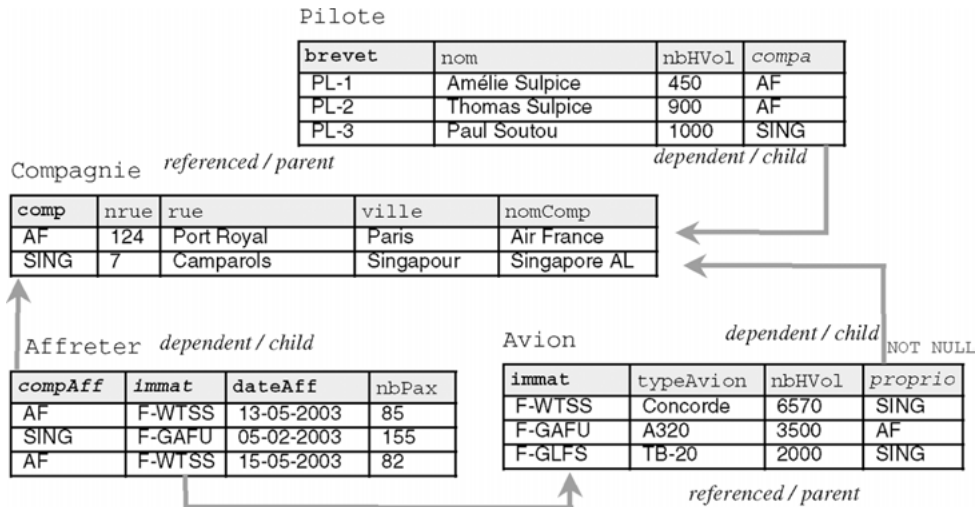 Pilote
brevet nom nbHVol compa
PL-1 Amélie Sulpice 450 AF
PL-2 Thomas Sulpice 900 AF
PL-3 Paul Soutou 1000 SING
Compagnie referenced / parent dependent / child
comp nrue rue ville nomComp
AF 124 Port Royal Paris Air France
SING 7 Camparols Singapour Singapore AL
Affreter dependent / child
compAff immat dateAff nbPax
AF F-WTSS 13-05-2003 85
SING F-GAFU 05-02-2003 155
AF F-WTSS 15-05-2003 82
Avion dependent / child NOT NULL
immat typeAvion nbHVol proprio
F-WTSS Concorde 6570 SING
F-GAFU A320 3500 AF
F-GLFS TB-20 2000 SING
referenced / parent